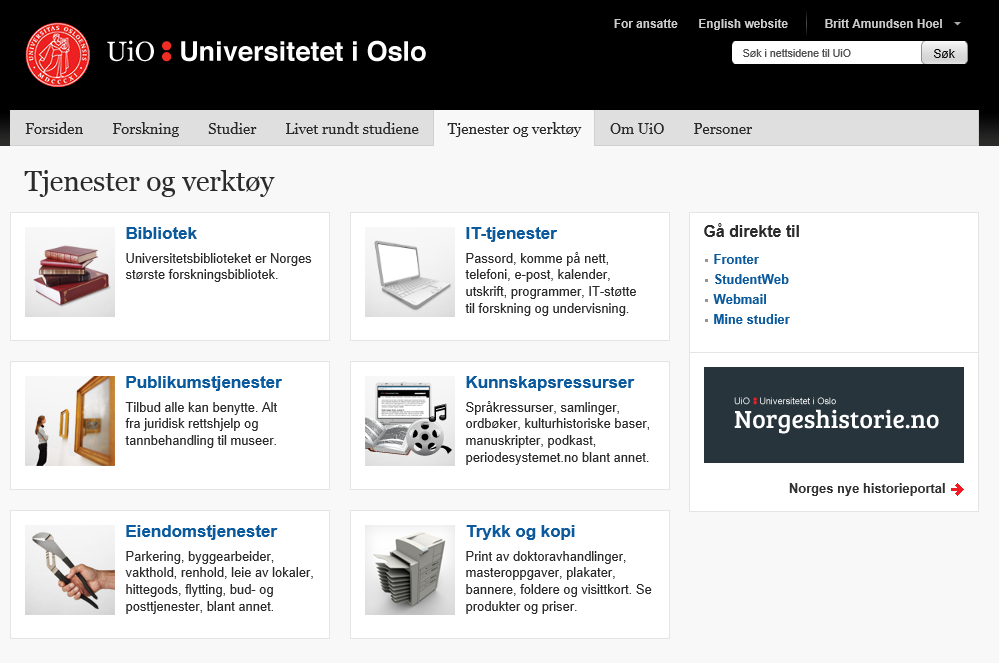 For ansatte
English website
Britt Amundsen Hoel
UNIVERSITAS OSLOENSIS
MDCCCXI
UiO : Universitetet i Oslo
Søk i nettsidene til UiO
Søk
Forsiden
Forskning
Studier
Livet rundt studiene
Tjenester og verktøy
Om UiO
Personer
Tjenester og verktøy
Bibliotek
Universitetsbiblioteket er Norges
største forskningsbibliotek.
IT-tjenester
Passord, komme på nett,
telefoni, e-post, kalender,
utskrift, programmer, IT-støtte
til forskning og undervisning.
Publikumstjenester
Tilbud alle kan benytte. Alt
fra juridisk rettshjelp og
tannbehandling til museer.
Kunnskapsressurser
Språkressurser, samlinger,
ordbøker, kulturhistoriske baser,
manuskripter, podkast,
periodesystemet.no blant annet.
Eiendomstjenester
Parkering, byggearbeider,
vakthold, renhold, leie av lokaler,
hittegods, flytting, bud- og
posttjenester, blant annet.
Trykk og kopi
Print av doktoravhandlinger,
masteroppgaver, plakater,
bannere, foldere og visittkort. Se
produkter og priser.
Gå direkte til
Fronter
StudentWeb
Webmail
Mine studier
UiO : Universitetet i Oslo
Norgeshistorie.no
Norges nye historieportal